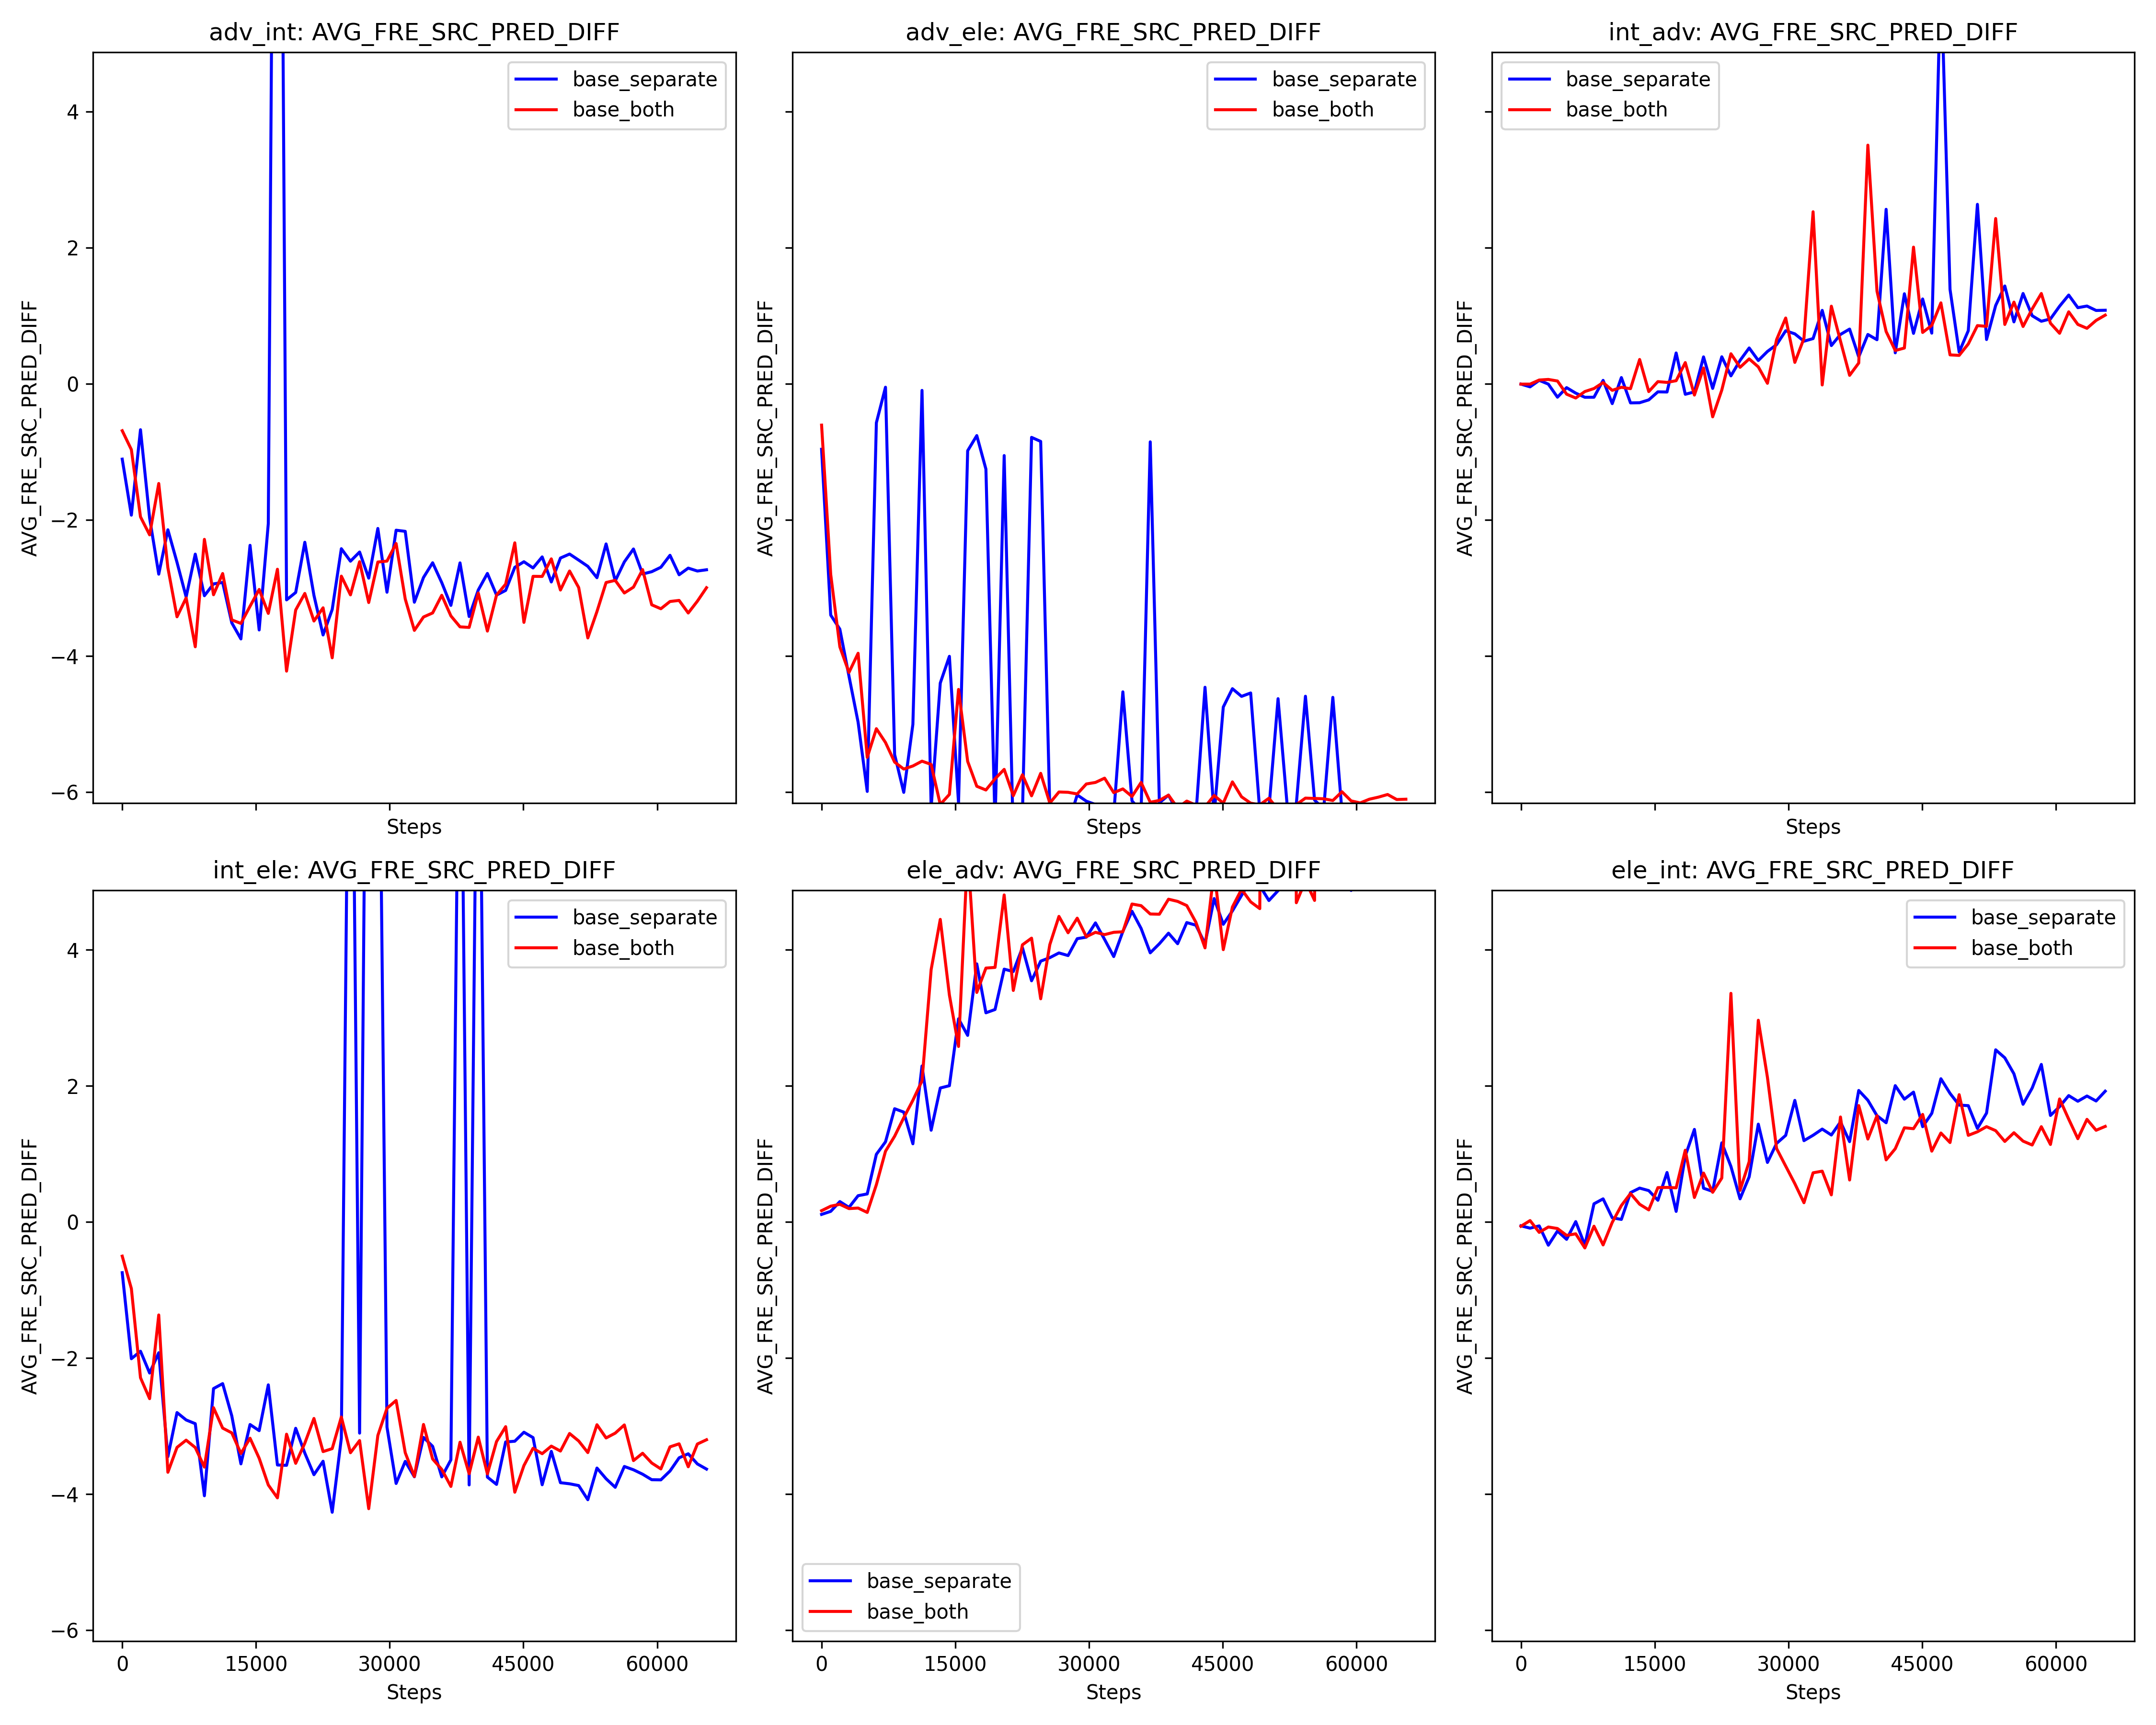 adv_int: AVG_FRE_SRC_PRED_DIFF
adv_ele: AVG_FRE_SRC_PRED_DIFF
int_adv: AVG_FRE_SRC_PRED_DIFF
AVG_FRE_SRC_PRED_DIFF
4
2
0
−2
−4
−6
base_separate
base_both
Steps
AVG_FRE_SRC_PRED_DIFF
base_separate
base_both
Steps
AVG_FRE_SRC_PRED_DIFF
base_separate
base_both
Steps
int_ele: AVG_FRE_SRC_PRED_DIFF
ele_adv: AVG_FRE_SRC_PRED_DIFF
ele_int: AVG_FRE_SRC_PRED_DIFF
AVG_FRE_SRC_PRED_DIFF
4
2
0
−2
−4
−6
base_separate
base_both
0 15000 30000 45000 60000
Steps
AVG_FRE_SRC_PRED_DIFF
base_separate
base_both
0 15000 30000 45000 60000
Steps
AVG_FRE_SRC_PRED_DIFF
base_separate
base_both
0 15000 30000 45000 60000
Steps